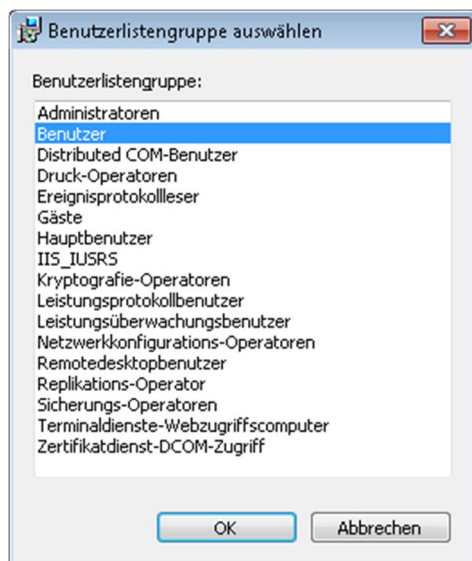 Benutzerlistengruppe auswählen
Benutzerlistengruppe:
Administratoren
Benutzer
Distributed COM-Benutzer
Druck-Operatoren
Ereignisprotokollleser
Gäste
Hauptbenutzer
IIS_IUSRS
Kryptografie-Operatoren
Leistungsprotokollbenutzer
Leistungsüberwachungsbenutzer
Netzwerkkonfigurations-Operatoren
Remotedesktopbenutzer
Replikations-Operator
Sicherungs-Operatoren
Terminaldienste-Webzugriffscomputer
Zertifikatdienst-DCOM-Zugriff
OK Abbrechen